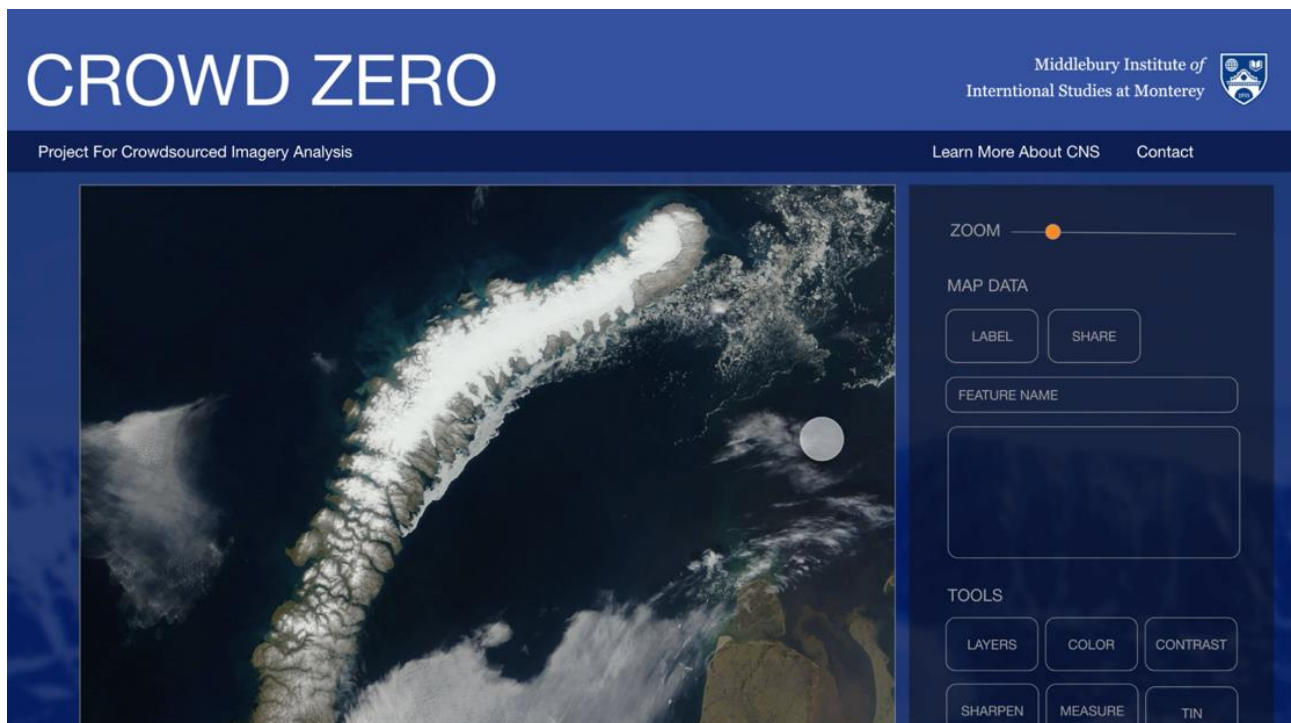 CROWD ZERO
Middlebury Institute of
Interntional Studies at Monterey
Project For Crowdsourced Imagery Analysis
Learn More About CNS
Contact
ZOOM
MAP DATA
LABEL
SHARE
FEATURE NAME
TOOLS
LAYERS
COLOR
CONTRAST
SHARPEN
MEASURE
TIN